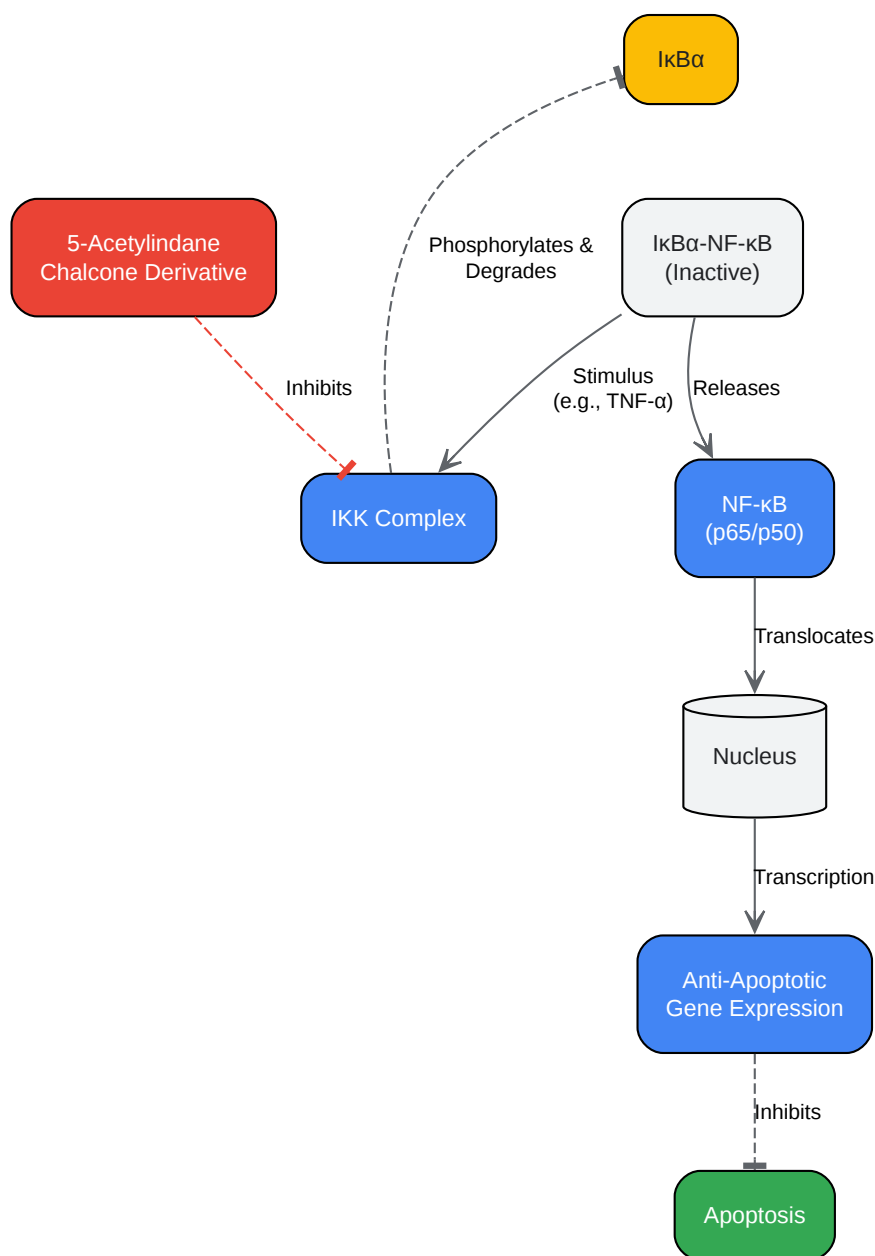 IκBα
5-Acetylindane
Chalcone Derivative
Phosphorylates &
Degrades
IκBα-NF-κB
(Inactive)
Inhibits
Stimulus
(e.g., TNF-α)
Releases
IKK Complex
NF-κB
(p65/p50)
Translocates
Nucleus
Transcription
Anti-Apoptotic
Gene Expression
Inhibits
Apoptosis